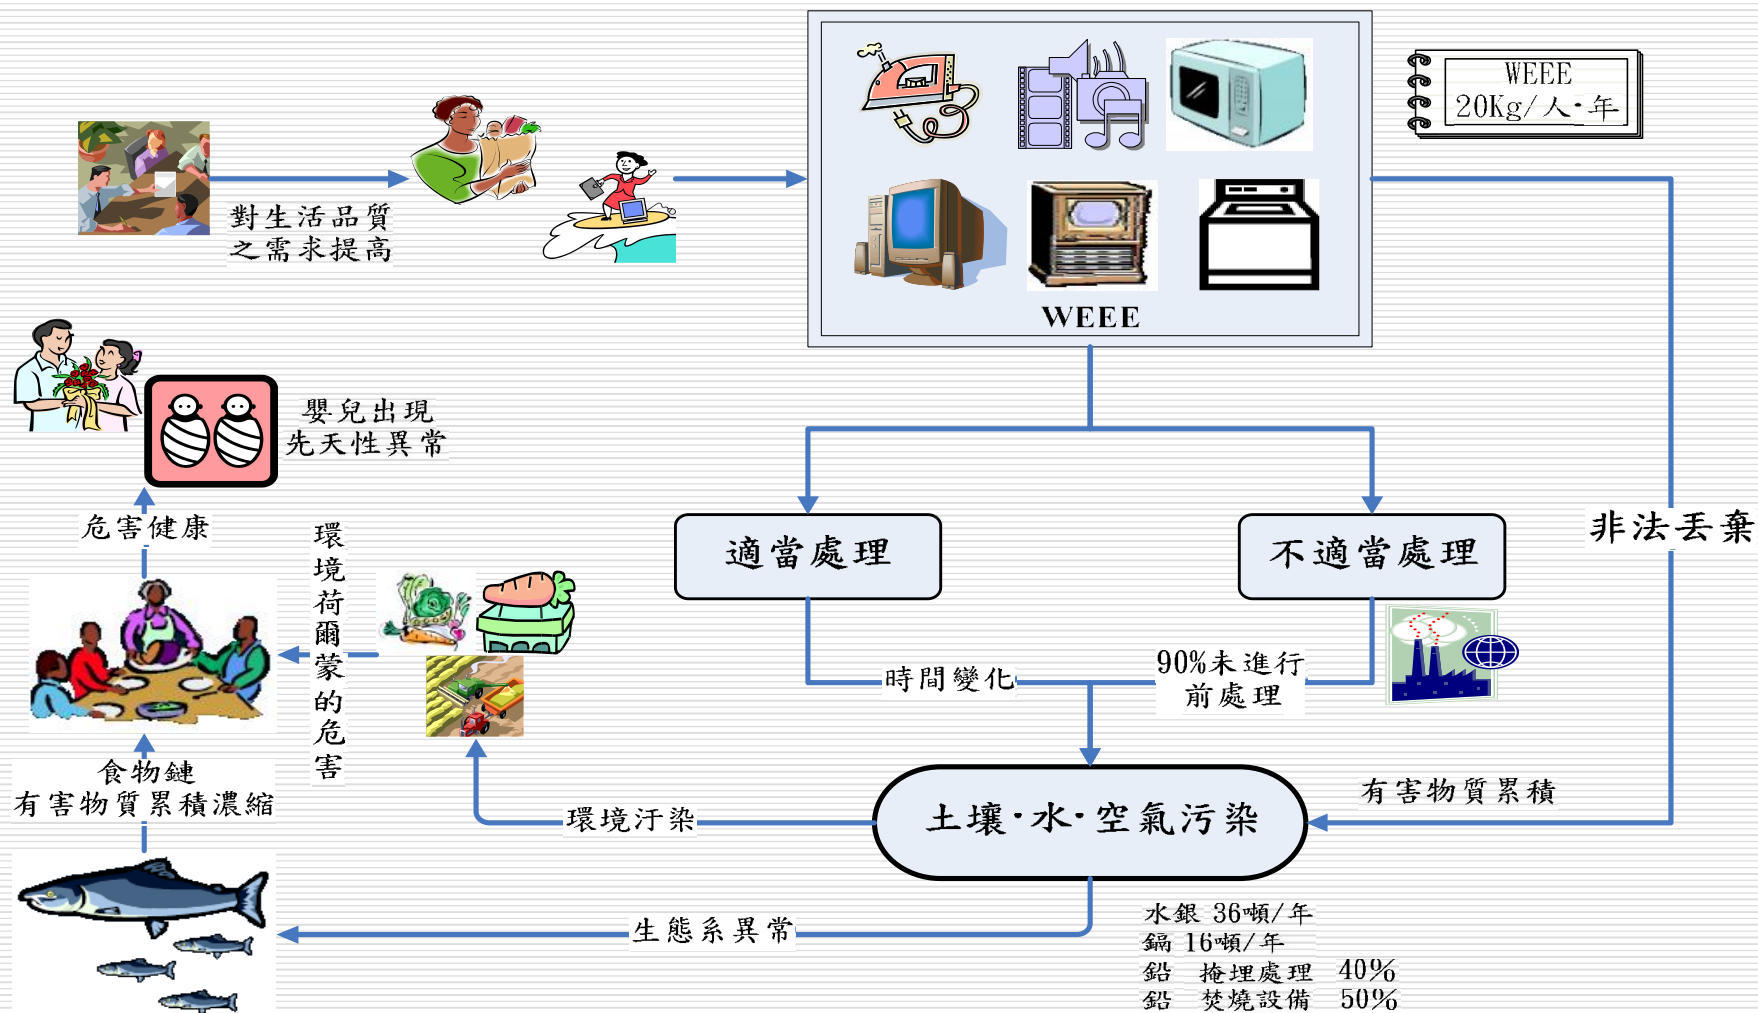 WEEE
20Kg/人·年
對生活品質
之需求提高
WEEE
嬰兒出現
先天性異常
危害健康
環境荷爾蒙的危害
適當處理
不適當處理
非法丟棄
時間變化
90%未進行
前處理
食物鏈
有害物質累積濃縮
環境汙染
土壤·水·空氣污染
有害物質累積
生態系異常
水銀 36噸/年
鎘 16噸/年
鉛 掩埋處理 40%
鉛 焚燒設備 50%